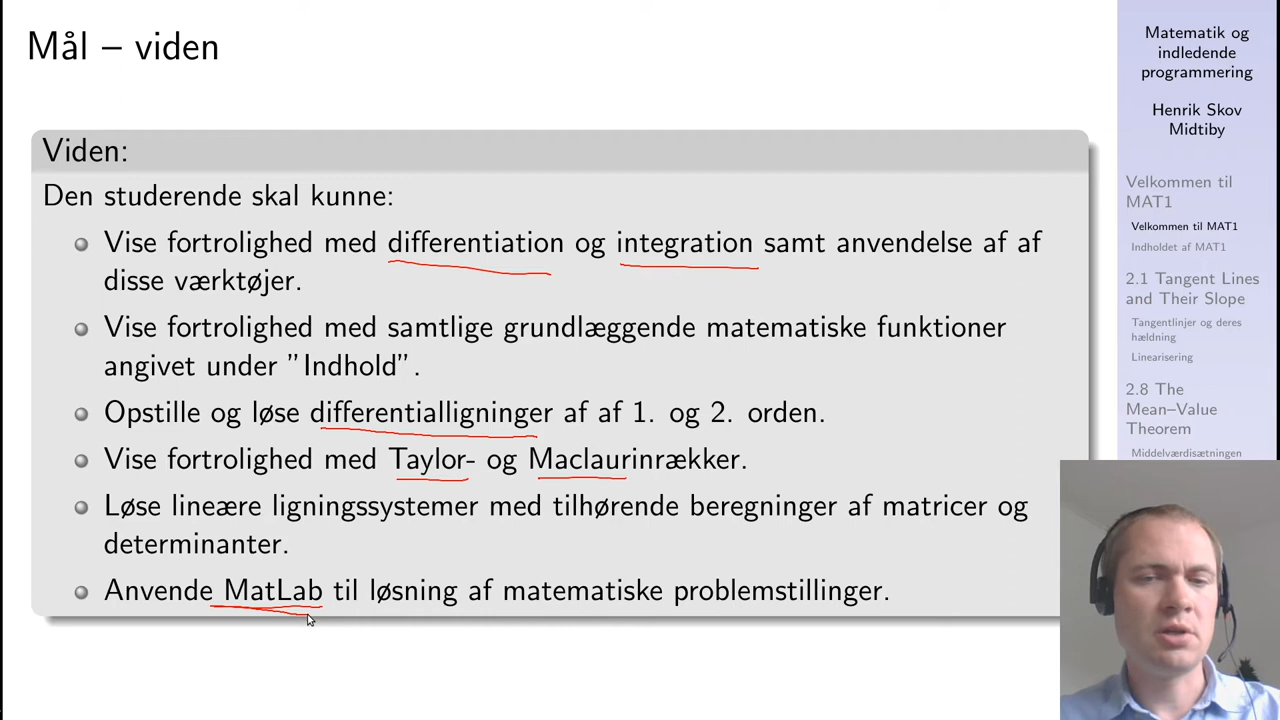 Mål – viden
Viden:
Den studerende skal kunne:
Vise fortrolighed med differentiation og integration samt anvendelse af af
disse værktøjer.
Vise fortrolighed med samtlige grundlæggende matematiske funktioner
angivet under ”Indhold”.
Opstille og løse differentialligninger af af 1. og 2. orden.
Vise fortrolighed med Taylor- og Maclaurinrækker.
Løse lineære ligningssystemer med tilhørende beregninger af matricer og
determinanter.
Anvende MatLab til løsning af matematiske problemstillinger.
Matematik og
indledende
programmering
Henrik Skov
Midtiby
Velkommen til
MAT1
Velkommen til MAT1
Indholdet af MAT1
2.1 Tangent Lines
and Their Slope
Tangentlinjer og deres
hældning
Linearisering
2.8 The
Mean–Value
Theorem
Middelværdisætningen